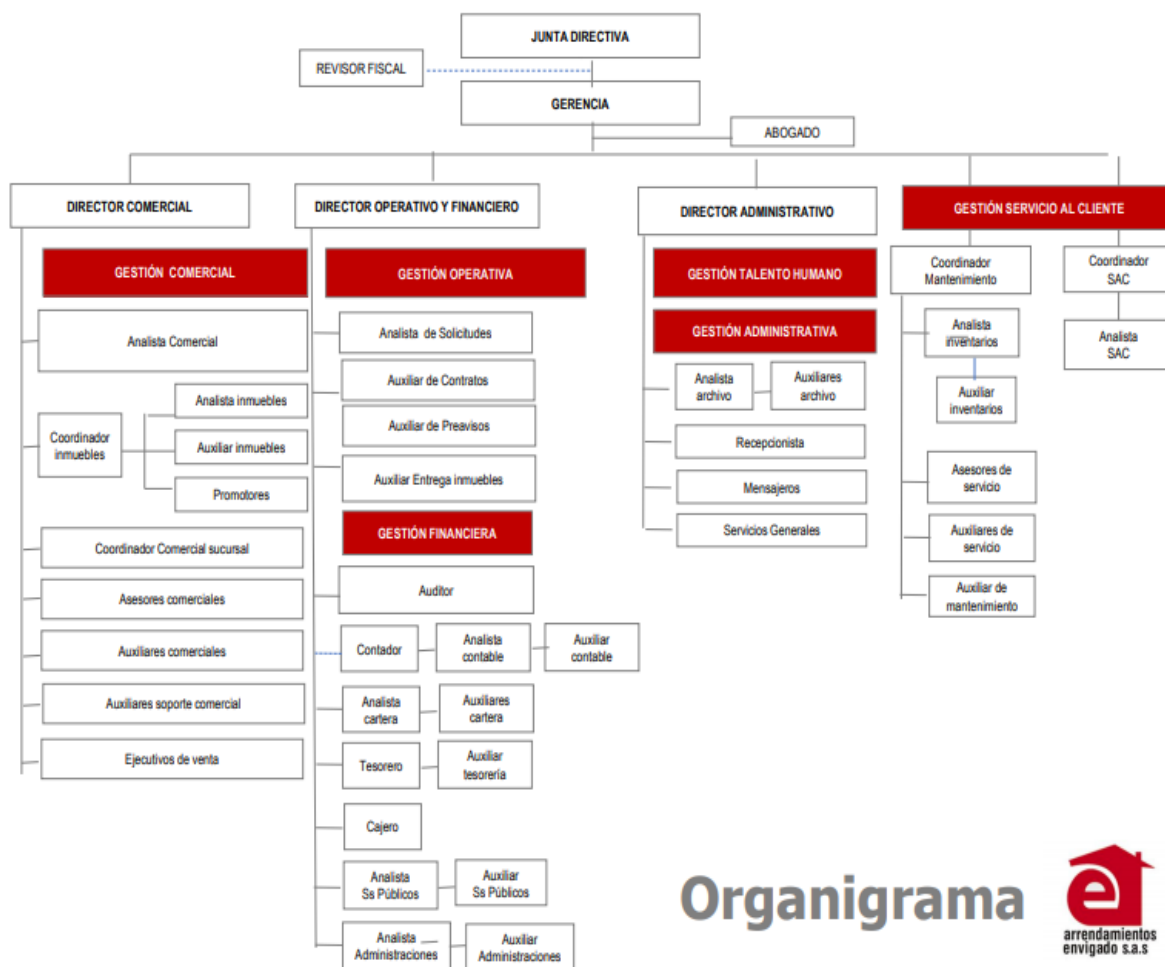 JUNTA DIRECTIVA
REVISOR FISCAL
GERENCIA
ABOGADO
DIRECTOR COMERCIAL
GESTIÓN COMERCIAL
Analista Comercial
Coordinador
inmuebles
Analista inmuebles
Auxiliar inmuebles
Promotores
Coordinador Comercial sucursal
Asesores comerciales
Auxiliares comerciales
Auxiliares soporte comercial
Ejecutivos de venta
DIRECTOR OPERATIVO Y FINANCIERO
GESTIÓN OPERATIVA
Analista de Solicitudes
Auxiliar de Contratos
Auxiliar de Preavisos
Auxiliar Entrega inmuebles
GESTIÓN FINANCIERA
Auditor
Contador
Analista
contable
Auxiliar
contable
Analista
cartera
Auxiliares
cartera
Tesorero
Auxiliar
tesorería
Cajero
Analista
Ss Públicos
Auxiliar
Ss Públicos
Analista
Administraciones
Auxiliar
Administraciones
DIRECTOR ADMINISTRATIVO
GESTIÓN TALENTO HUMANO
GESTIÓN ADMINISTRATIVA
Analista
archivo
Auxiliares
archivo
Recepcionista
Mensajeros
Servicios Generales
GESTIÓN SERVICIO AL CLIENTE
Coordinador
Mantenimiento
Analista
inventarios
Auxiliar
inventarios
Asesores de
servicio
Auxiliares de
servicio
Auxiliar de
mantenimiento
Coordinador
SAC
Analista
SAC
Organigrama
e
arrendamientos
envigado s.a.s